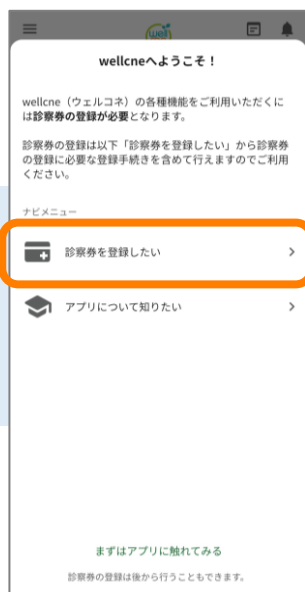 well
wellcneへようこそ！
wellcne（ウェルコネ）の各種機能をご利用いただくに
は診察券の登録が必要となります。
診察券の登録は以下「診察券を登録したい」から診察券
の登録に必要な登録手続きを含めて行えますのでご利用
ください。
ナビメニュー
診察券を登録したい
アプリについて知りたい
まずはアプリに触れてみる
診察券の登録は後から行うこともできます。